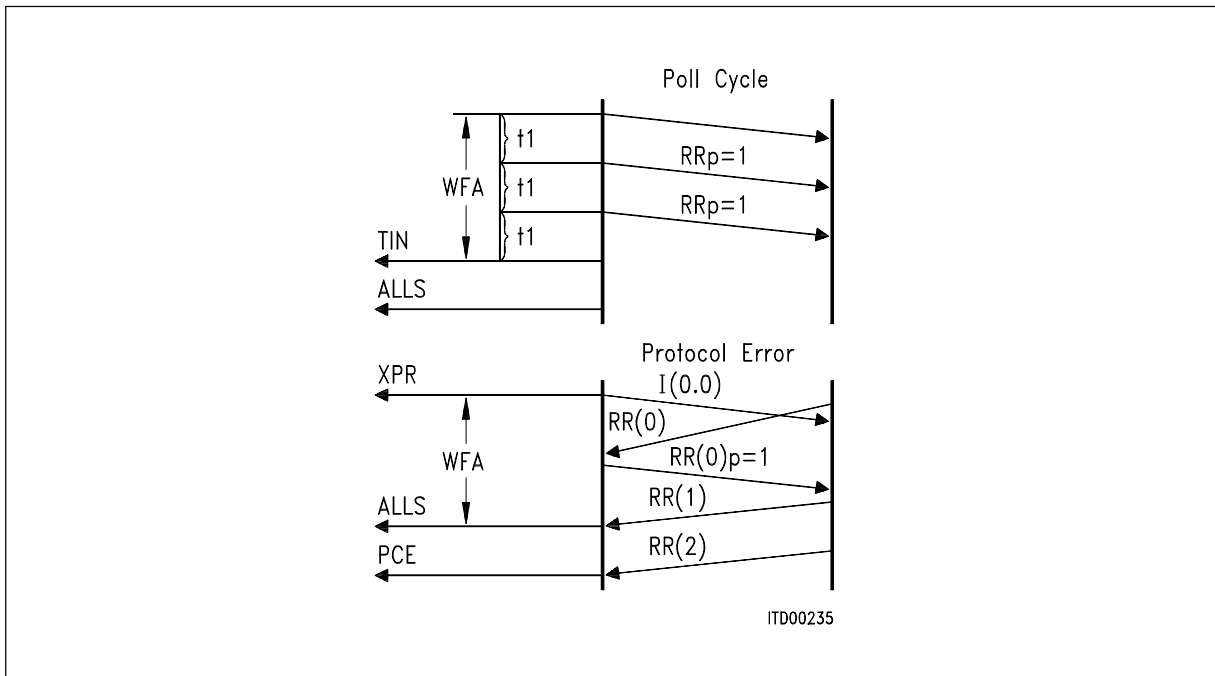 Poll Cycle
t1
RRp=1
WFA
t1
RRp=1
t1
TIN
ALLS
Protocol Error
XPR
I(0.0)
RR(0)
RR(0)p=1
WFA
RR(1)
ALLS
RR(2)
PCE
ITD00235